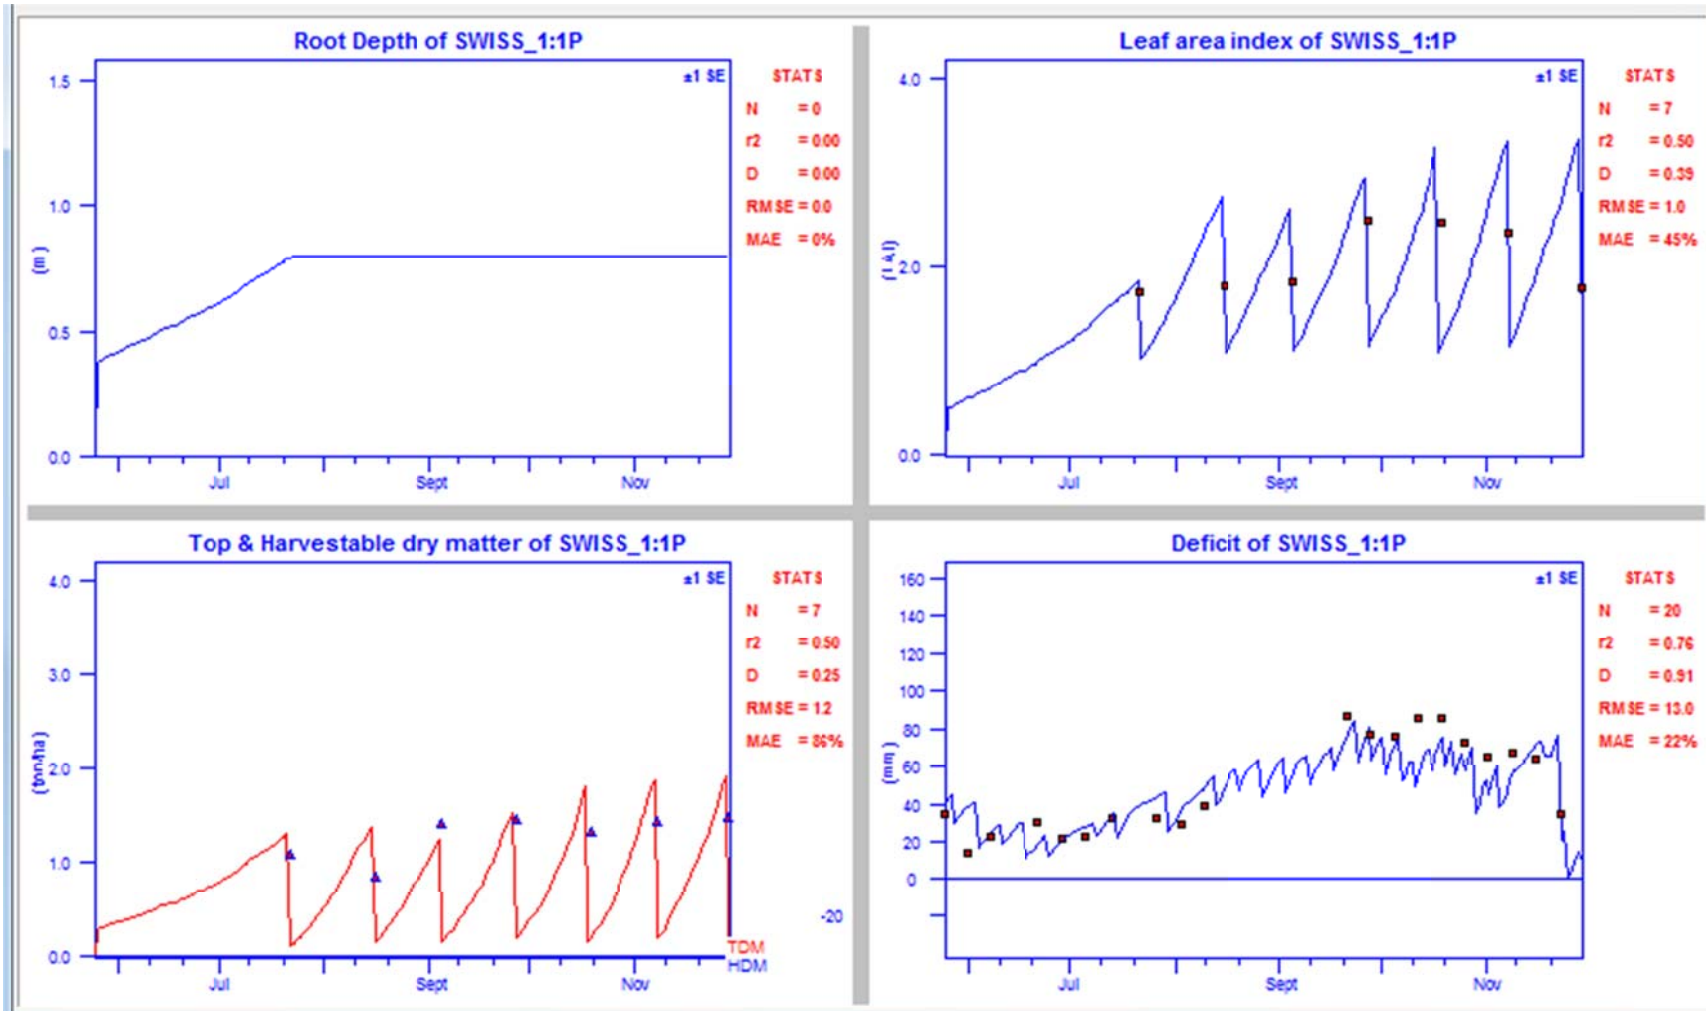 Root Depth of SWISS_1:1P
±1 SE
STATS
N = 0
r2 = 0.00
D = 0.00
RMSE = 0.0
MAE = 0%
1.5
1.0
(m)
0.5
0.0
Jul Sept Nov
Leaf area index of SWISS_1:1P
±1 SE
STATS
N = 7
r2 = 0.50
D = 0.39
RMSE = 1.0
MAE = 45%
4.0
2.0
(LAI)
0.0
Jul Sept Nov
Top & Harvestable dry matter of SWISS_1:1P
±1 SE
STATS
N = 7
r2 = 0.50
D = 0.25
RMSE = 1.2
MAE = 86%
4.0
3.0
(tonn/ha)
2.0
1.0
0.0
TDM
HDM
Jul Sept Nov
Deficit of SWISS_1:1P
±1 SE
STATS
N = 20
r2 = 0.76
D = 0.91
RMSE = 13.0
MAE = 22%
160
140
120
100
80
(mm)
60
40
20
0
-20
Jul Sept Nov